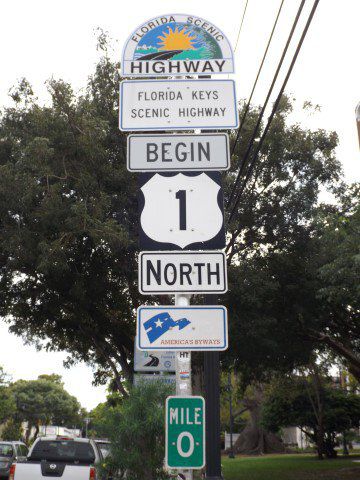 FLORIDA SCENIC
HIGHWAY
FLORIDA KEYS
SCENIC HIGHWAY
BEGIN
1
NORTH
AMERICA'S BYWAYS
MILE
0